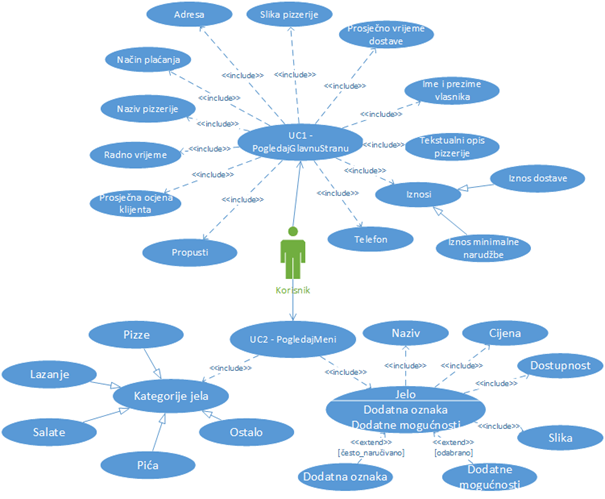 Adresa
Slika pizzerije
Prosječno vrijeme
dostave
Način plaćanja
<<include>>
<<include>>
<<include>>
<<include>>
<<include>>
Ime i prezime
vlasnika
Naziv pizzerije
<<include>>
UC1 -
PogledajGlavnuStranu
Tekstualni opis
pizzerije
Radno vrijeme
<<include>>
<<include>>
Iznos dostave
Prosječna ocjena
klijenta
<<include>>
<<include>>
<<include>>
Iznosi
Propusti
Telefon
Iznos minimalne
narudžbe
Korisnik
UC2 - PogledajMeni
Naziv
Cijena
Pizze
<<include>>
<<include>>
<<include>>
<<include>>
<<include>>
Dostupnost
Lazanje
Kategorije jela
Jelo
Dodatna oznaka
Dodatne mogućnosti
Salate
Ostalo
<<include>>
Slika
<<extend>>
[često_naručivano]
<<extend>>
[odabrano]
Pića
Dodatna oznaka
Dodatne
mogućnosti